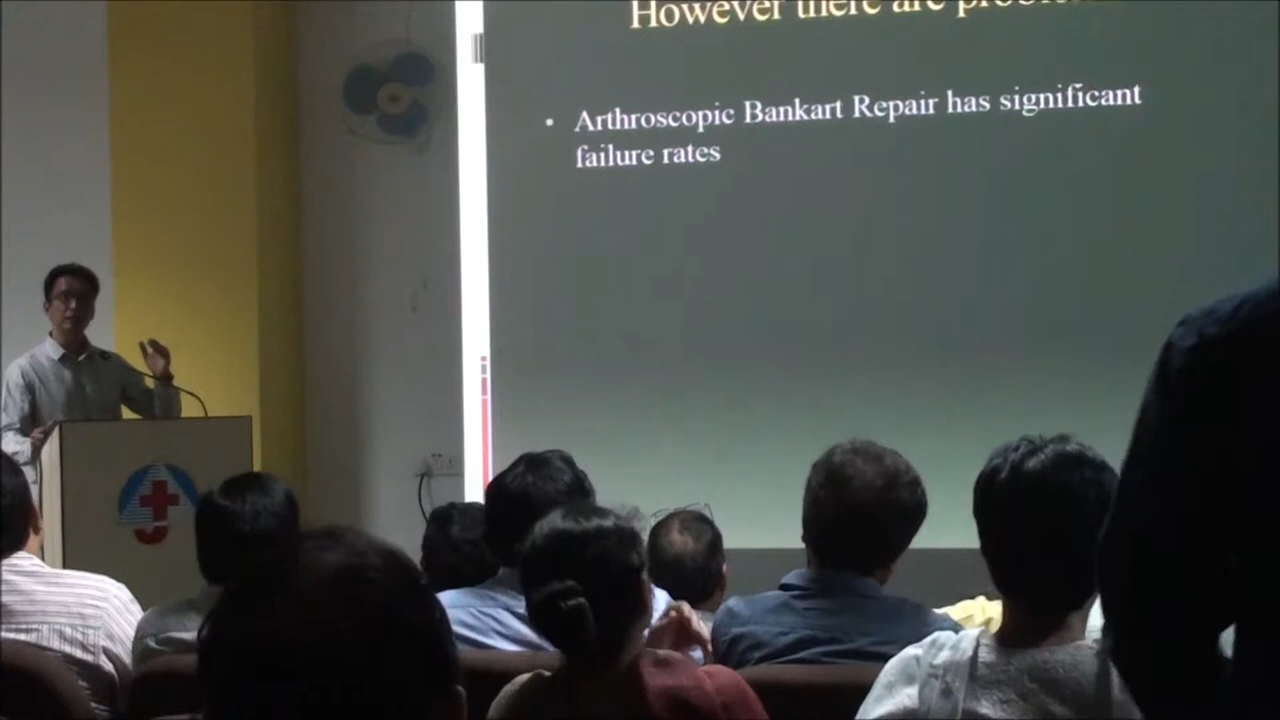 However there are
• Arthroscopic Bankart Repair has significant
failure rates